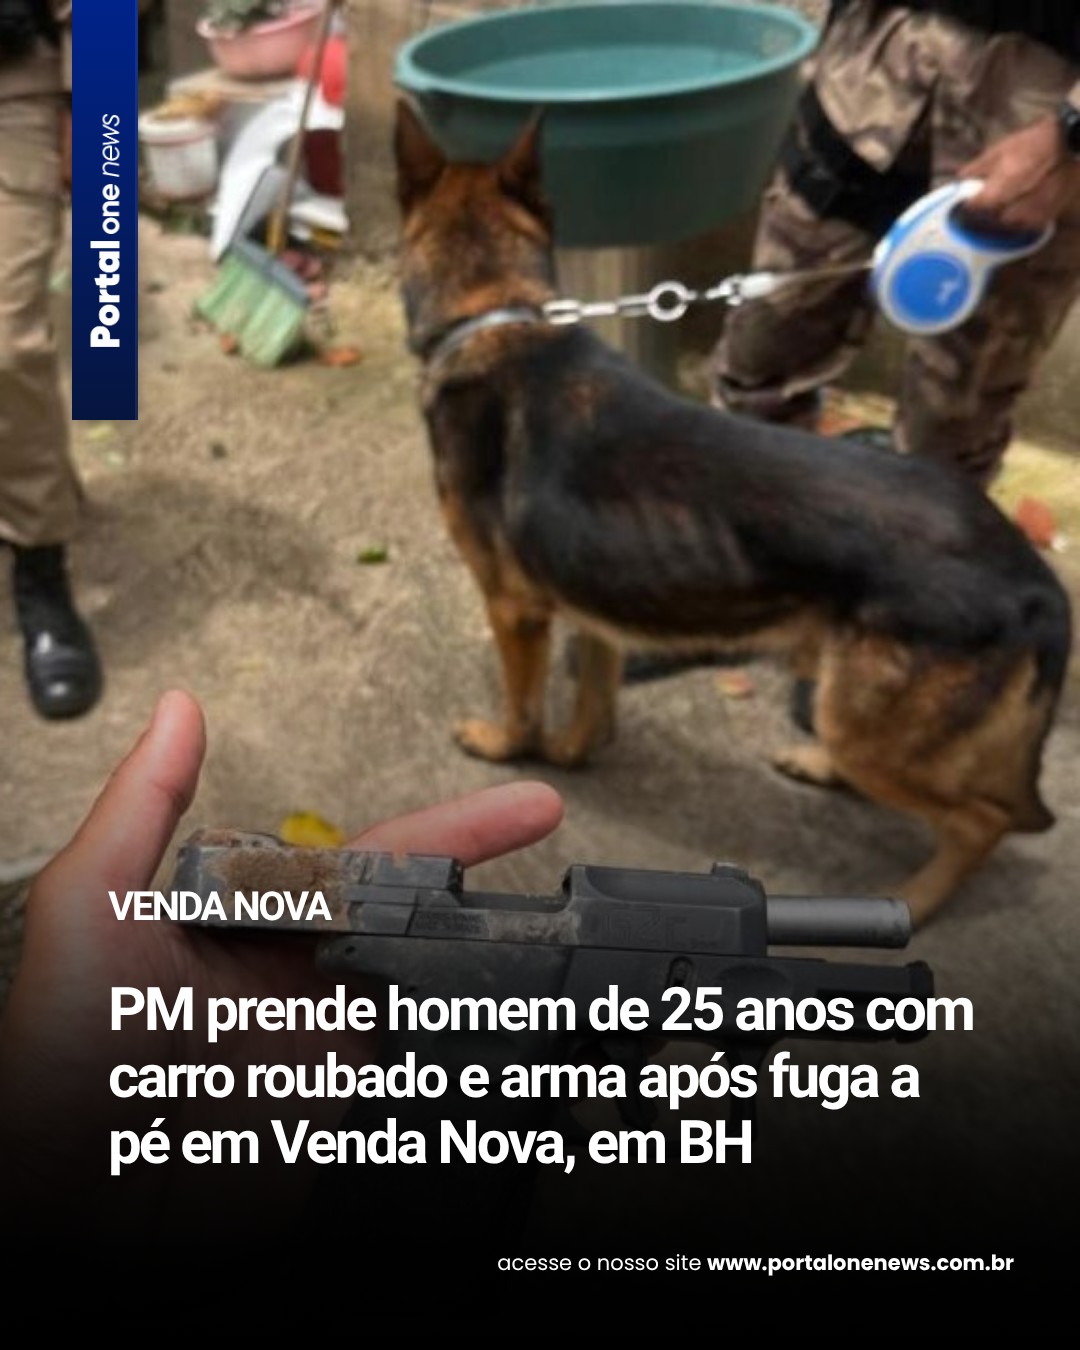 Portal one news
VENDA NOVA
PM prende homem de 25 anos com
carro roubado e arma após fuga a
pé em Venda Nova, em BH
acesse o nosso site www.portalonenews.com.br